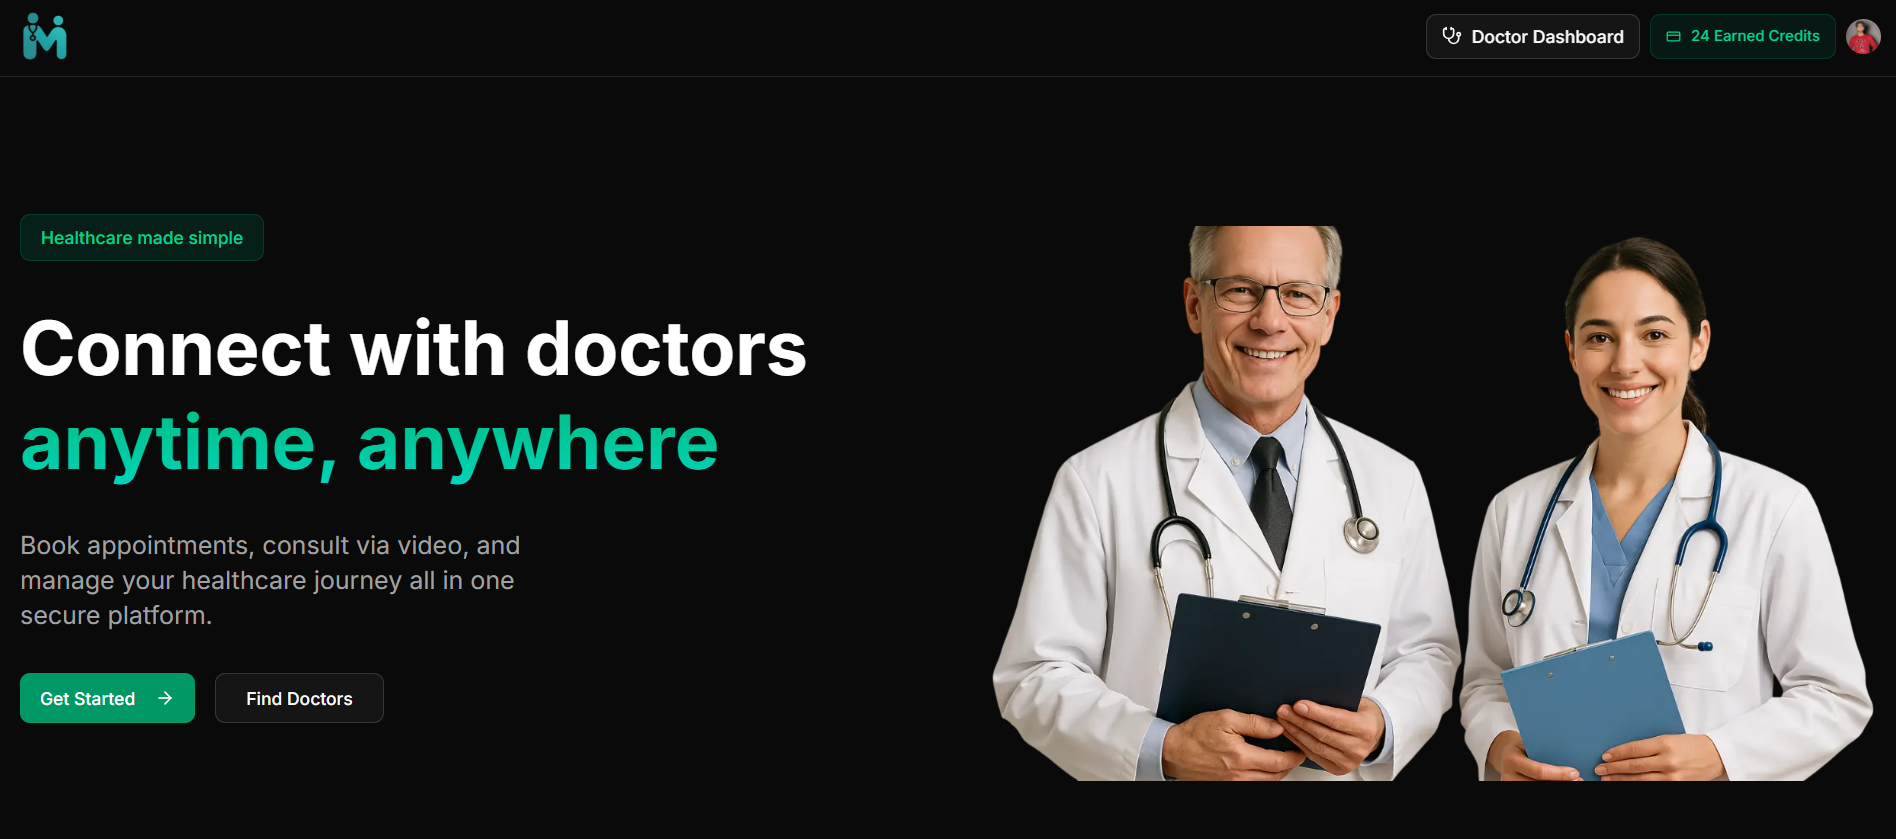 Doctor Dashboard
24 Earned Credits
Healthcare made simple
Connect with doctors
anytime, anywhere
Book appointments, consult via video, and
manage your healthcare journey all in one
secure platform.
Get Started
Find Doctors